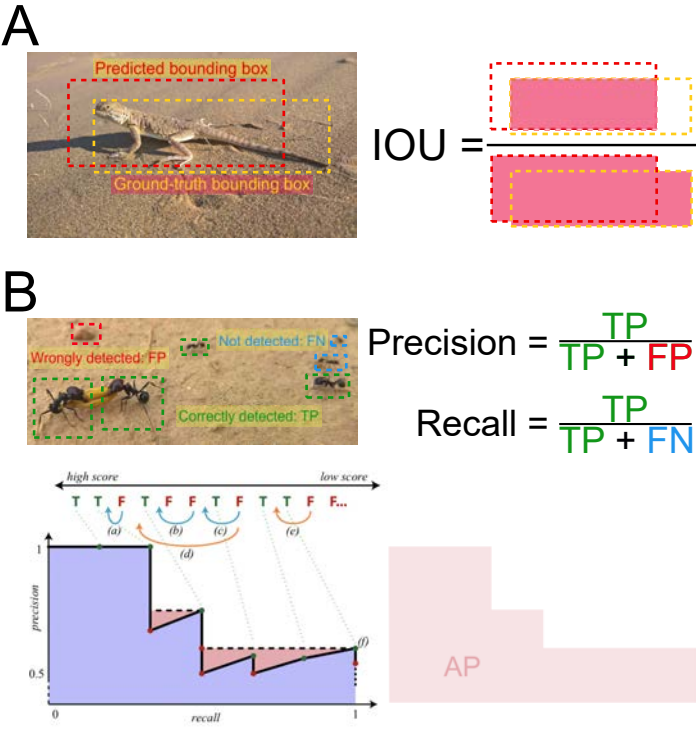 A
Predicted bounding box
Ground-truth bounding box
IOU =
B
Wrongly detected: FP
Not detected: FN
Correctly detected: TP
Precision = TP
TP + FP
Recall = TP
TP + FN
high score
low score
T T F T F F T F T T F F...
(a) (b) (c) (e)
(d)
1
precision
0.5
(f)
0
recall
1
AP